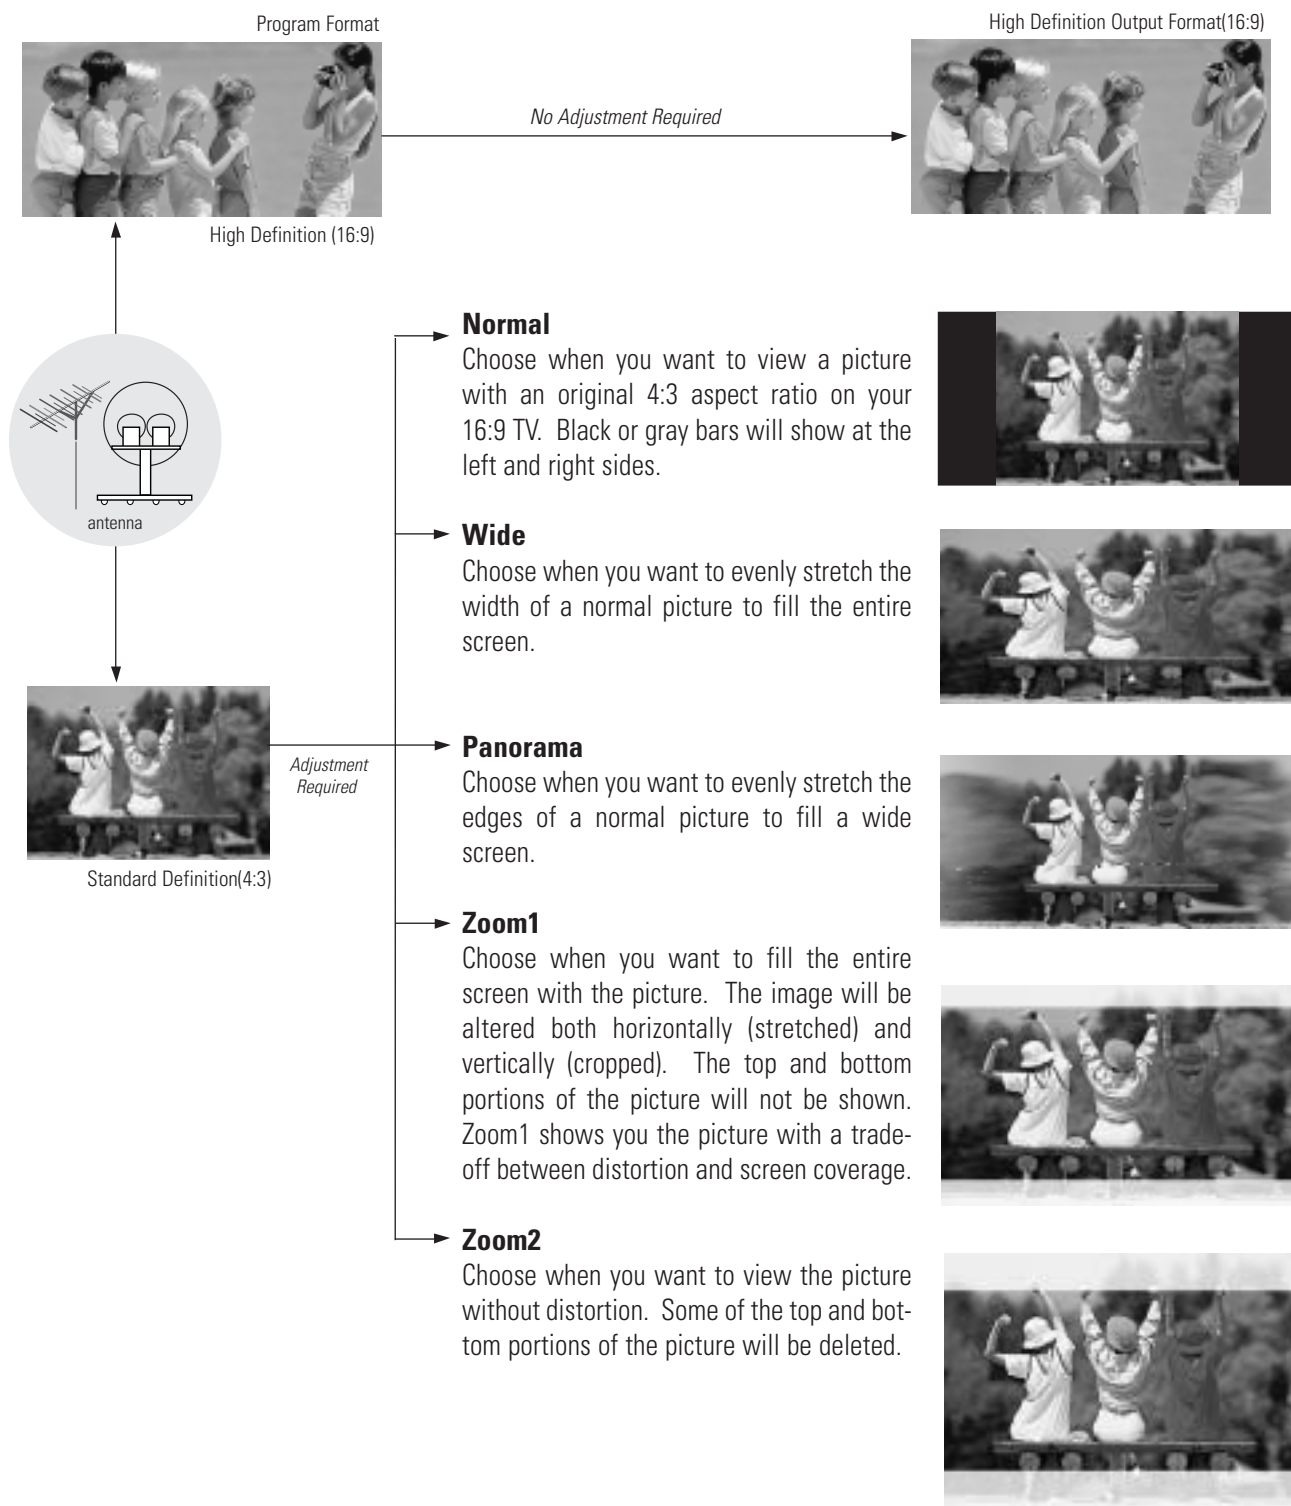 Program Format
High Definition Output Format(16:9)
No Adjustment Required
High Definition (16:9)
Normal
Choose when you want to view a picture
with an original 4:3 aspect ratio on your
16:9 TV. Black or gray bars will show at the
left and right sides.
antenna
Wide
Choose when you want to evenly stretch the
width of a normal picture to fill the entire
screen.
Adjustment
Required
Standard Definition(4:3)
Panorama
Choose when you want to evenly stretch the
edges of a normal picture to fill a wide
screen.
Zoom1
Choose when you want to fill the entire
screen with the picture. The image will be
altered both horizontally (stretched) and
vertically (cropped). The top and bottom
portions of the picture will not be shown.
Zoom1 shows you the picture with a trade-
off between distortion and screen coverage.
Zoom2
Choose when you want to view the picture
without distortion. Some of the top and bot-
tom portions of the picture will be deleted.